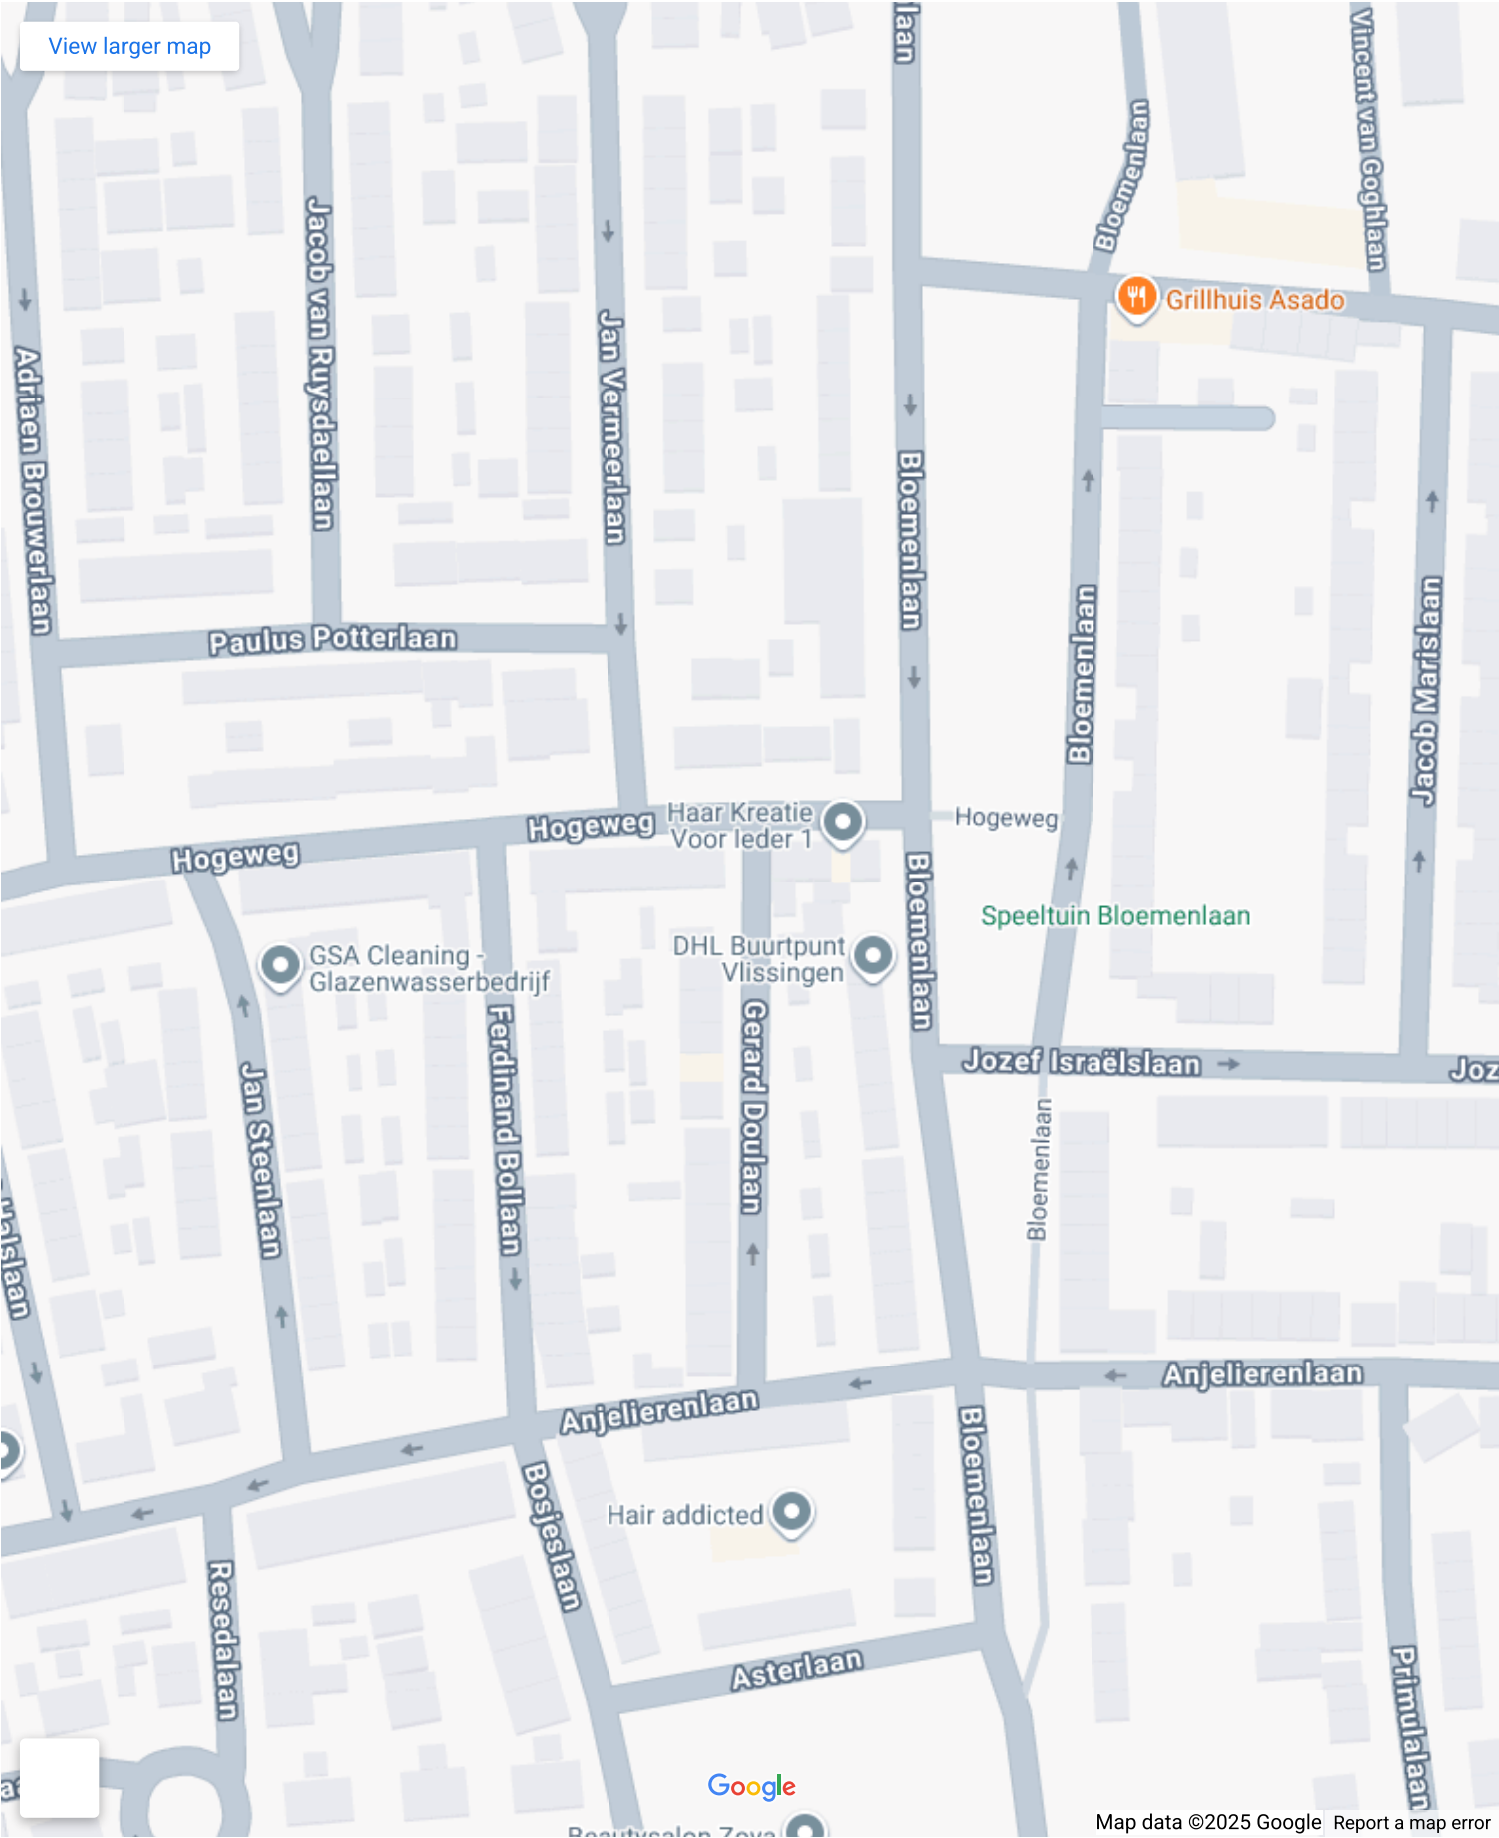 View larger map
laan
Vincent van Goghlaan
Bloemenlaan
Jacob van Ruysdaellaan
Grillhuis Asado
Jan Vermeerlaan
Adriaen Brouwerlaan
Bloemenlaan
Bloemenlaan
Jacob Marislaan
Paulus Potterlaan
Hogeweg
Hogeweg
Haar Kreatie
Voor Ieder 1
Hogeweg
Bloemenlaan
Speeltuin Bloemenlaan
GSA Cleaning -
Glazenwasserbedrijf
DHL Buurtpunt
Vlissingen
Ferdinand Bollaan
Gerard Doulaan
Jan Steenlaan
Jozef Israëlslaan
Joz
Bloemenlaan
Halslaan
Anjelierenlaan
Anjelierenlaan
Bloemenlaan
Bosjeslaan
Hair addicted
Resedalaan
Asterlaan
Primulalaan
Google
Beautysalon Zoya
Map data ©2025 Google
Report a map error